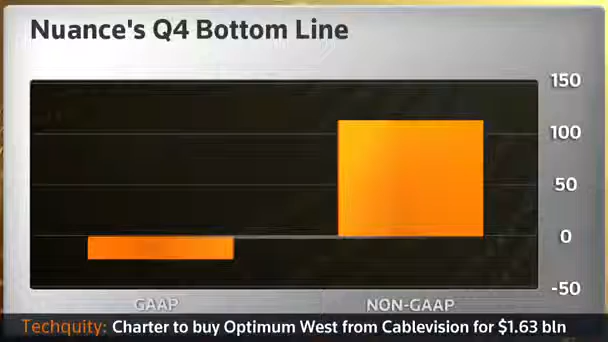 Nuance's Q4 Bottom Line
150
100
50
0
-50
GAAP NON-GAAP
Techquity: Charter to buy Optimum West from Cablevision for $1.63 bln